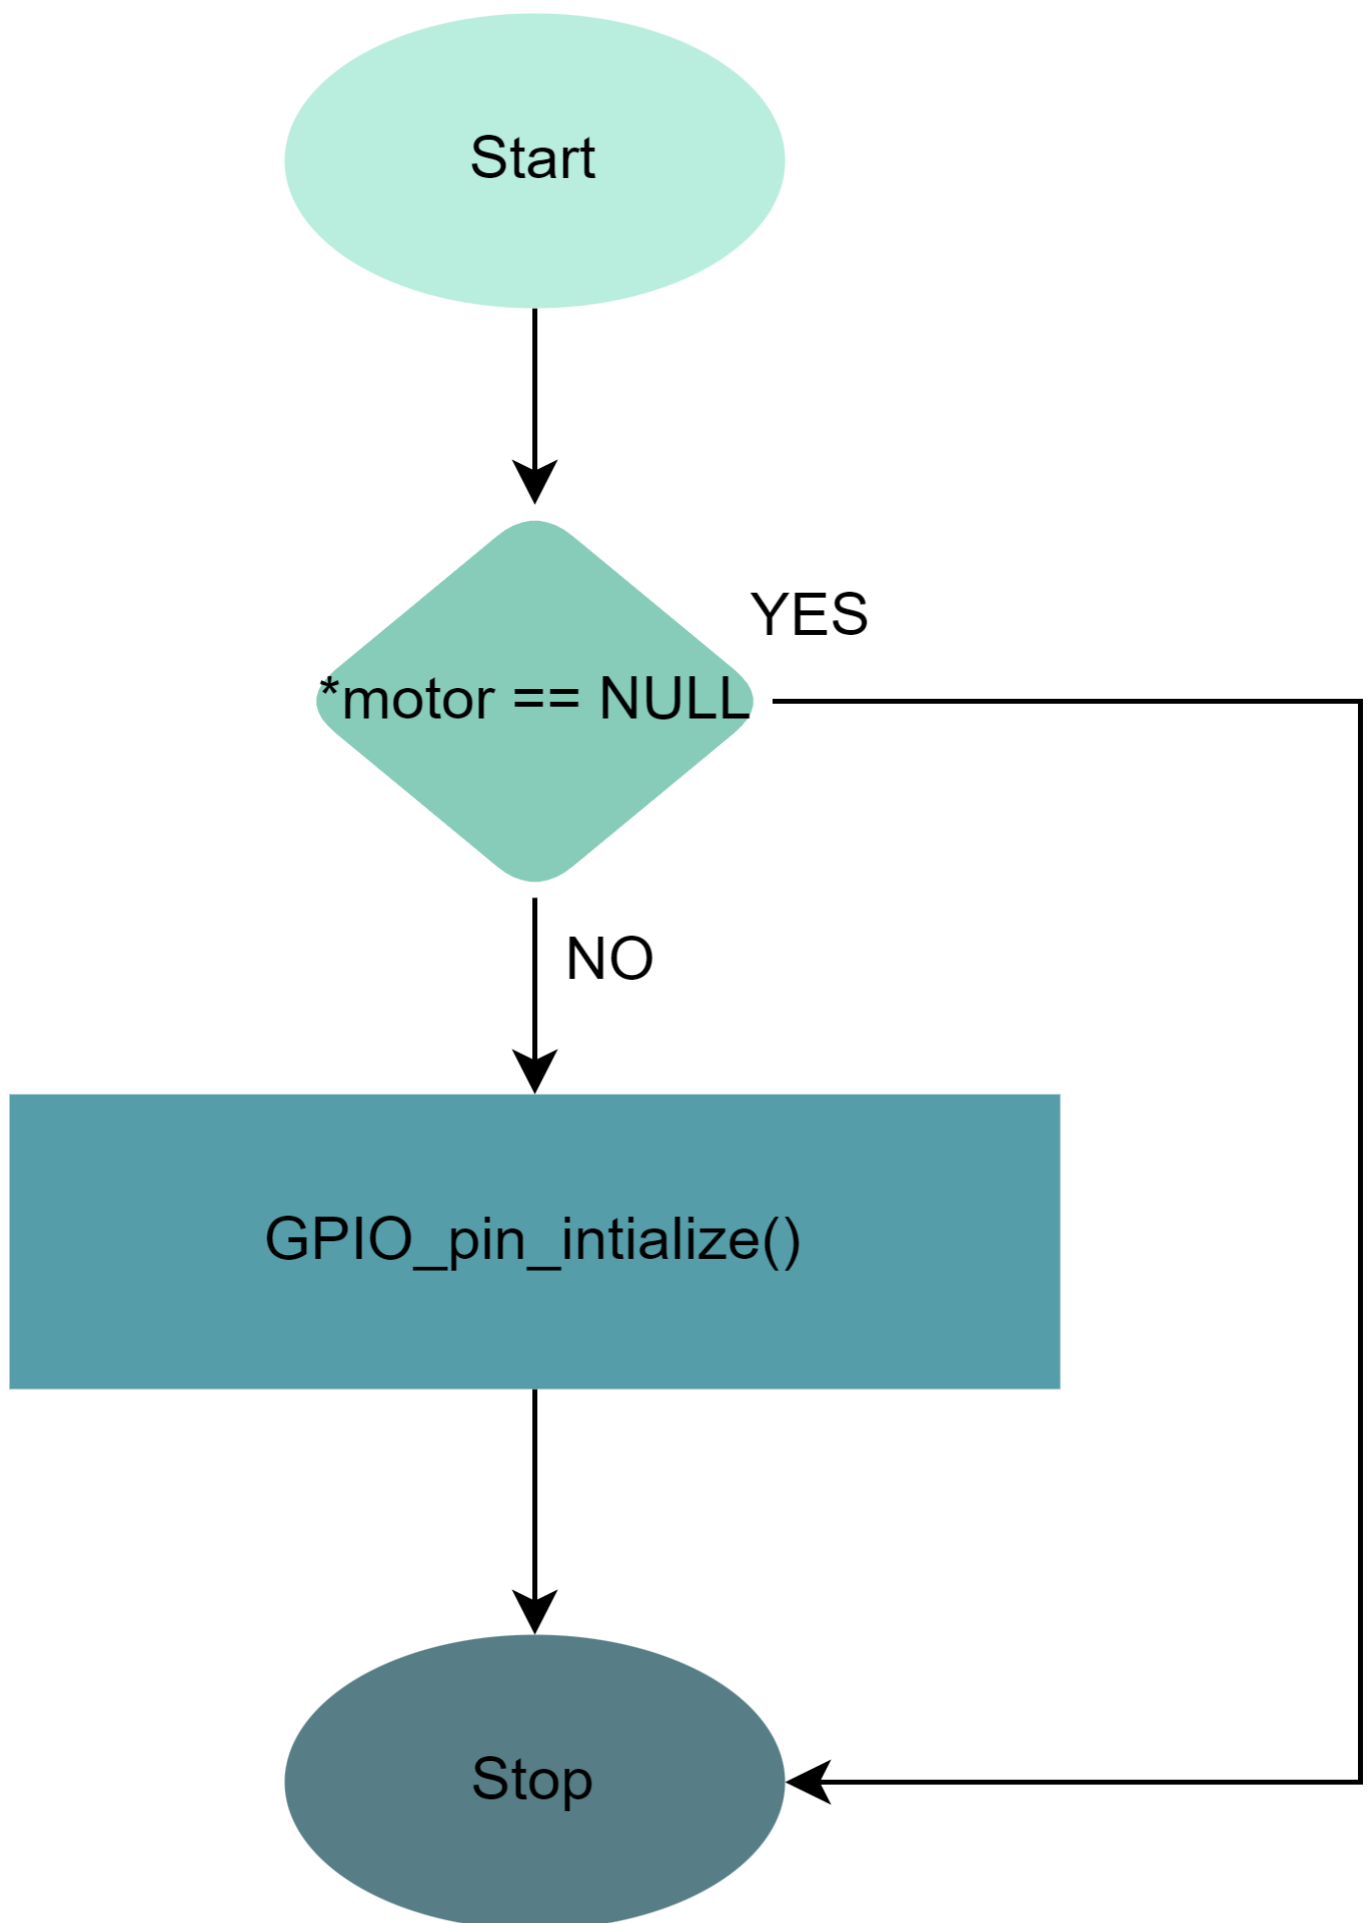 Start
YES
*motor == NULL
NO
GPIO_pin_intialize()
Stop